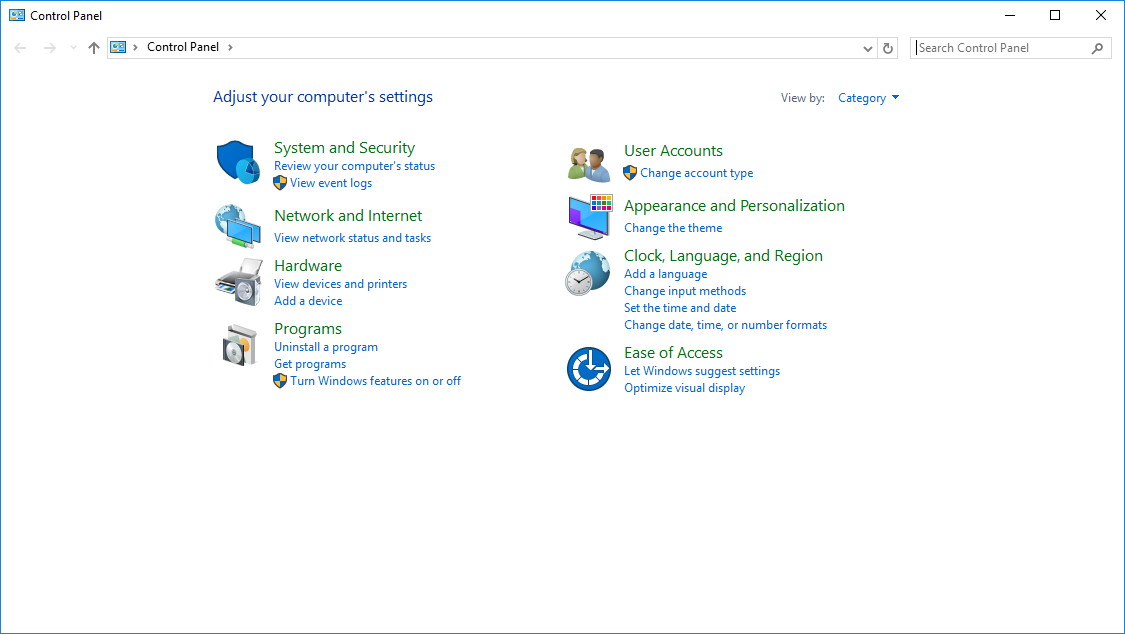 Control Panel
Control Panel
Search Control Panel
Adjust your computer's settings
View by: Category
System and Security
Review your computer's status
View event logs
Network and Internet
View network status and tasks
Hardware
View devices and printers
Add a device
Programs
Uninstall a program
Get programs
Turn Windows features on or off
User Accounts
Change account type
Appearance and Personalization
Change the theme
Clock, Language, and Region
Add a language
Change input methods
Set the time and date
Change date, time, or number formats
Ease of Access
Let Windows suggest settings
Optimize visual display